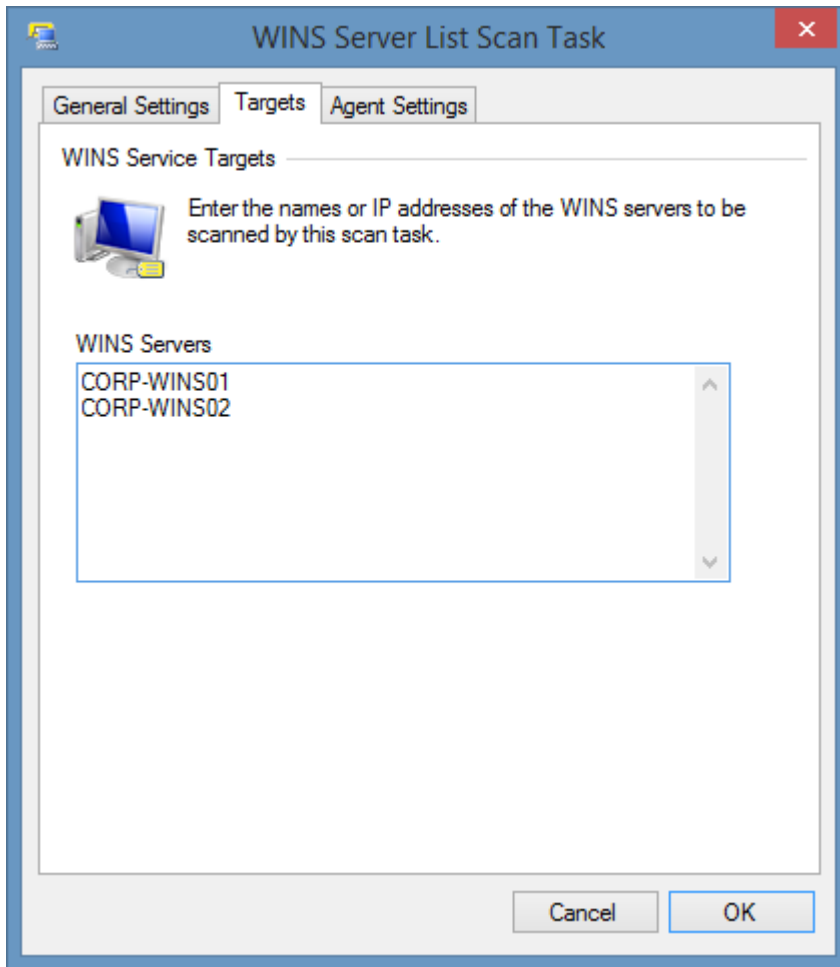 WINS Server List Scan Task
General Settings
Targets
Agent Settings
WINS Service Targets
Enter the names or IP addresses of the WINS servers to be
scanned by this scan task.
WINS Servers
CORP-WINS01
CORP-WINS02
Cancel
OK